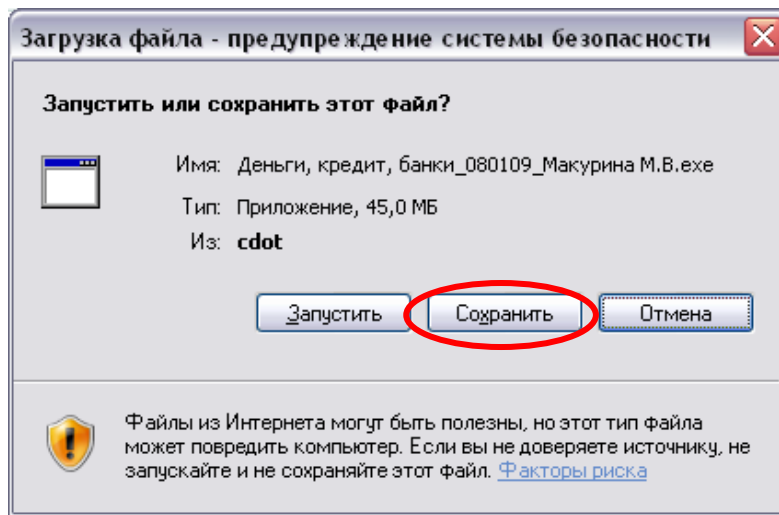 Загрузка файла - предупреждение системы безопасности
Запустить или сохранить этот файл?
Имя: Деньги, кредит, банки_080109_Макурина М.В.exe
Тип: Приложение, 45,0 МБ
Из: cdot
Запустить Сохранить Отмена
Файлы из Интернета могут быть полезны, но этот тип файла
может повредить компьютер. Если вы не доверяете источнику, не
запускайте и не сохраняйте этот файл. Факторы риска